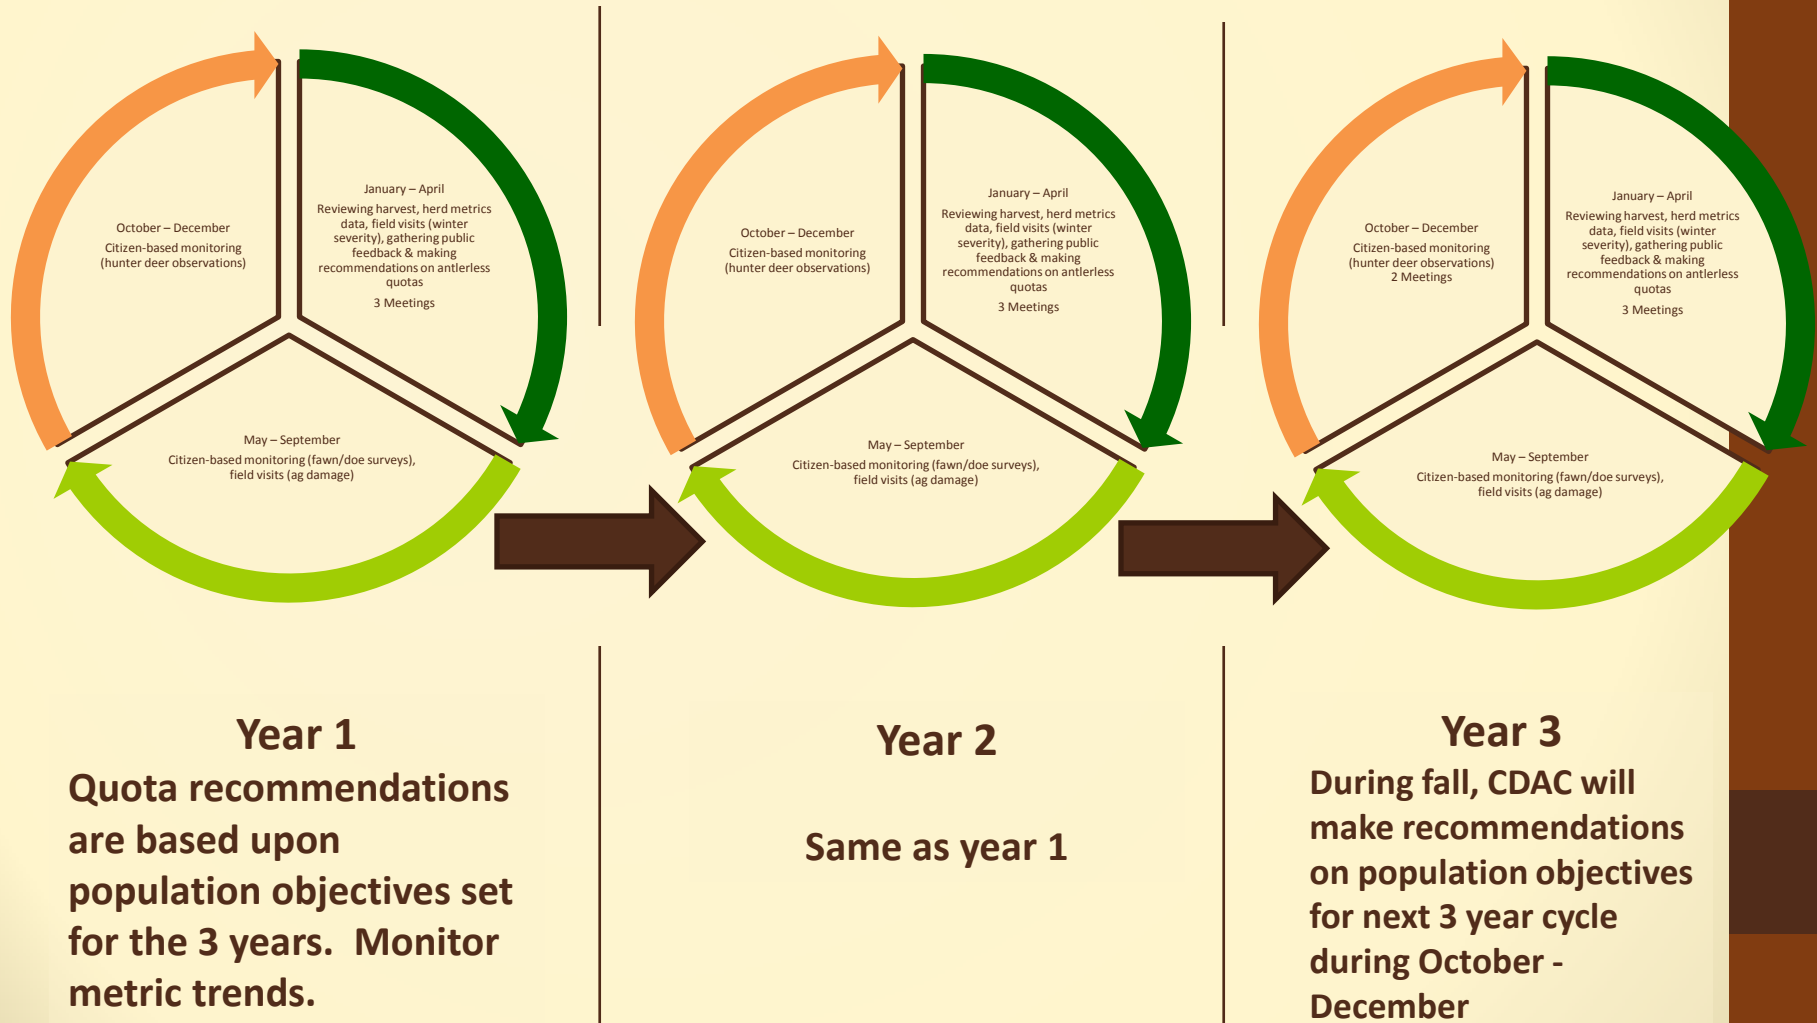 October – December
Citizen-based monitoring
(hunter deer observations)
January – April
Reviewing harvest, herd metrics
data, field visits (winter
severity), gathering public
feedback & making
recommendations on antlerless
quotas
3 Meetings
May – September
Citizen-based monitoring (fawn/doe surveys),
field visits (ag damage)
October – December
Citizen-based monitoring
(hunter deer observations)
January – April
Reviewing harvest, herd metrics
data, field visits (winter
severity), gathering public
feedback & making
recommendations on antlerless
quotas
3 Meetings
May – September
Citizen-based monitoring (fawn/doe surveys),
field visits (ag damage)
October – December
Citizen-based monitoring
(hunter deer observations)
2 Meetings
January – April
Reviewing harvest, herd metrics
data, field visits (winter
severity), gathering public
feedback & making
recommendations on antlerless
quotas
3 Meetings
May – September
Citizen-based monitoring (fawn/doe surveys),
field visits (ag damage)
Year 1
Quota recommendations
are based upon
population objectives set
for the 3 years.  Monitor
metric trends.
Year 2
Same as year 1
Year 3
During fall, CDAC will
make recommendations
on population objectives
for next 3 year cycle
during October -
December